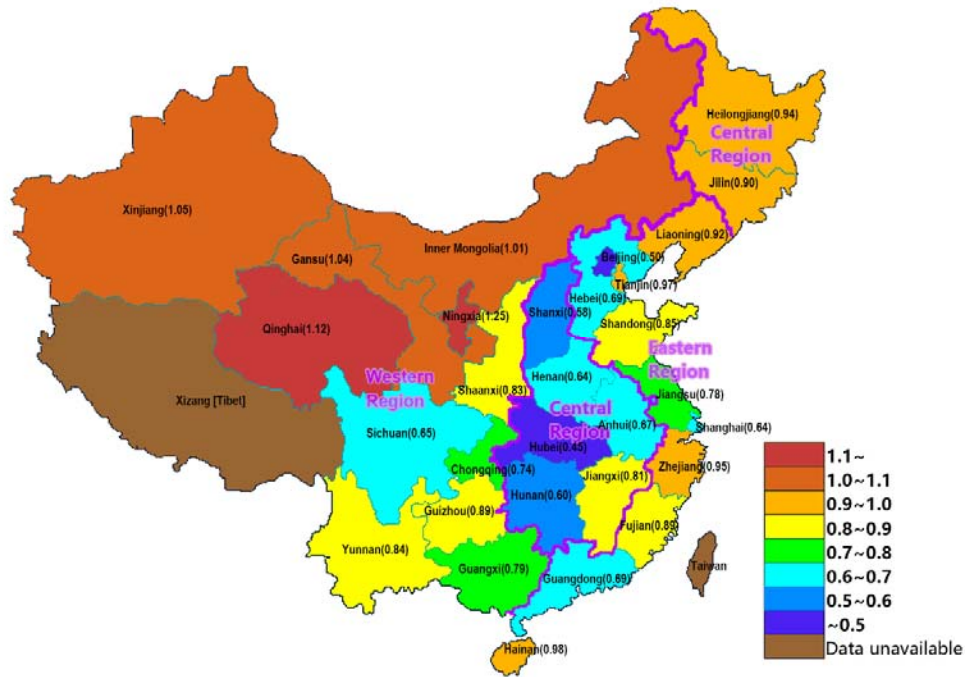 Heilongjiang(0.94)
Central
Region
Jilin(0.90)
Xinjiang(1.05)
Liaoning(0.92)
Inner Mongolia(1.01)
Gansu(1.04)
Beijing(0.50)
Tianjin(0.97)
Hebei(0.69)
Ningxia(1.25)
Shanxi(0.58)
Qinghai(1.12)
Shandong(0.85)
Eastern
Region
Henan(0.64)
Western
Region
Shaanxi(0.83)
Jiangsu(0.78)
Xizang [Tibet]
Central
Region
Anhui(0.67)
Shanghai(0.64)
Sichuan(0.65)
Hubei(0.45)
Zhejiang(0.95)
Chongqing(0.74)
Jiangxi(0.81)
Hunan(0.60)
Guizhou(0.89)
Fujian(0.89)
Yunnan(0.84)
Guangxi(0.79)
Guangdong(0.69)
Taiwan
Hainan(0.98)
1.1~
1.0~1.1
0.9~1.0
0.8~0.9
0.7~0.8
0.6~0.7
0.5~0.6
~0.5
Data unavailable